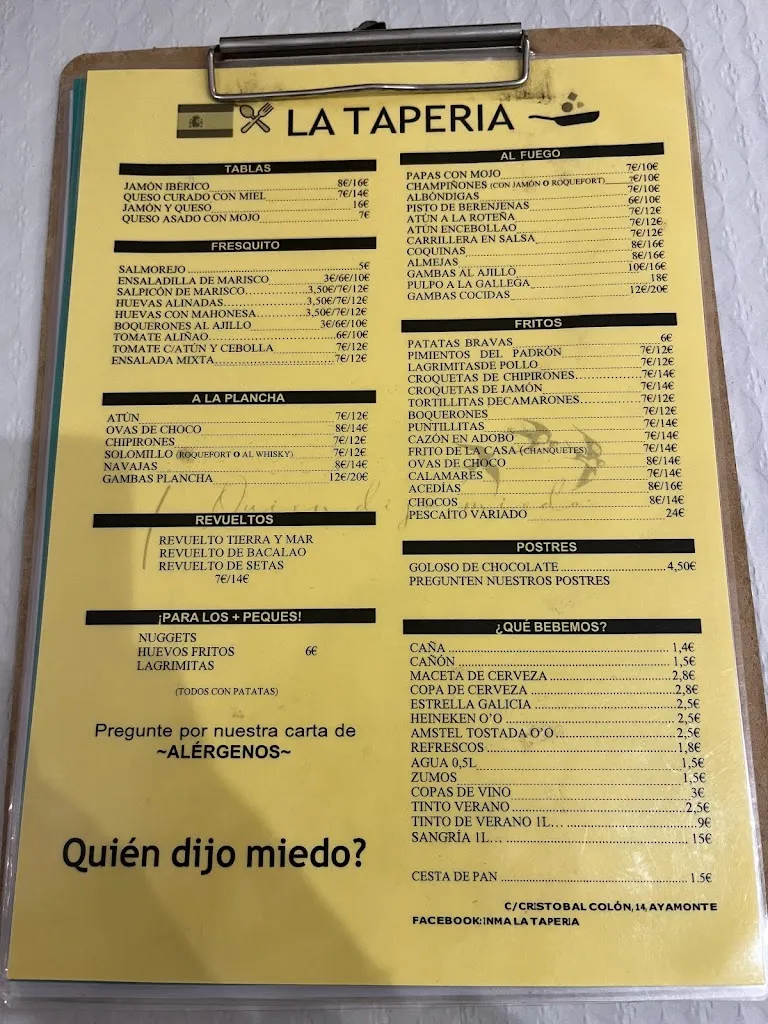 LA TAPERIA
TABLAS
JAMÓN IBÉRICO 8€/16€
QUESO CURADO CON MIEL 7€/14€
JAMON Y QUESO 16€
QUESO ASADO CON MOJO 7€
FRESQUITO
SALMOREJO 5€
ENSALADILLA DE MARISCO 3€/6€/10€
SALPICÓN DE MARISCO 3,50€/7€/12€
HUEVAS ALINADAS 3,50€/7€/12€
HUEVAS CON MAHONESA 3,50€/7€/12€
BOQUERONES AL AJILLO 3€/6€/10€
TOMATE ALIÑAO 6€/10€
TOMATE C/ATÚN Y CEBOLLA 7€/12€
ENSALADA MIXTA 7€/12€
A LA PLANCHA
ATÚN 7€/12€
OVAS DE CHOCO 8€/14€
CHIPIRONES 7€/12€
SOLOMILLO (ROQUEFORT O AL WHISKY) 7€/12€
NAVAJAS 8€/14€
GAMBAS PLANCHA 12€/20€
REVUELTOS
REVUELTO TIERRA Y MAR
REVUELTO DE BACALAO
REVUELTO DE SETAS
7€/14€
¡PARA LOS + PEQUES!
NUGGETS
HUEVOS FRITOS 6€
LAGRIMITAS
(TODOS CON PATATAS)
Pregunte por nuestra carta de
~ALÉRGENOS~
Quién dijo miedo?
AL FUEGO
PAPAS CON MOJO 7€/10€
CHAMPIÑONES (CON JAMÓN O ROQUEFORT) 7€/10€
ALBÓNDIGAS 7€/10€
PISTO DE BERENJENAS 6€/10€
ATÚN A LA ROTEÑA 7€/12€
ATÚN ENCEBOLLAO 7€/12€
CARRILLERA EN SALSA 7€/12€
COQUINAS 8€/16€
ALMEJAS 8€/16€
GAMBAS AL AJILLO 10€/16€
PULPO A LA GALLEGA 18€
GAMBAS COCIDAS 12€/20€
FRITOS
PATATAS BRAVAS 6€
PIMIENTOS DEL PADRÓN 7€/12€
LAGRIMITASDE POLLO 7€/12€
CROQUETAS DE CHIPIRONES 7€/14€
CROQUETAS DE JAMÓN 7€/14€
TORTILLITAS DECAMARONES 7€/12€
BOQUERONES 7€/12€
PUNTILLITAS 7€/14€
CAZÓN EN ADOBO 7€/14€
FRITO DE LA CASA (CHANQUETES) 7€/14€
OVAS DE CHOCO 8€/14€
CALAMARES 7€/14€
ACEDÍAS 8€/16€
CHOCOS 8€/14€
PESCAÍTO VARIADO 24€
POSTRES
GOLOSO DE CHOCOLATE 4,50€
PREGUNTEN NUESTROS POSTRES
¿QUÉ BEBEMOS?
CAÑA 1,4€
CAÑÓN 1,5€
MACETA DE CERVEZA 2,8€
COPA DE CERVEZA 2,8€
ESTRELLA GALICIA 2,5€
HEINEKEN O'O 2,5€
AMSTEL TOSTADA O'O 2,5€
REFRESCOS 1,8€
AGUA 0,5L 1,5€
ZUMOS 1,5€
COPAS DE VINO 3€
TINTO VERANO 2,5€
TINTO DE VERANO 1L 9€
SANGRÍA 1L 15€
CESTA DE PAN 1.5€
C/CRISTOBAL COLÓN, 14, AYAMONTE
FACEBOOK:INMA LA TAPERIA